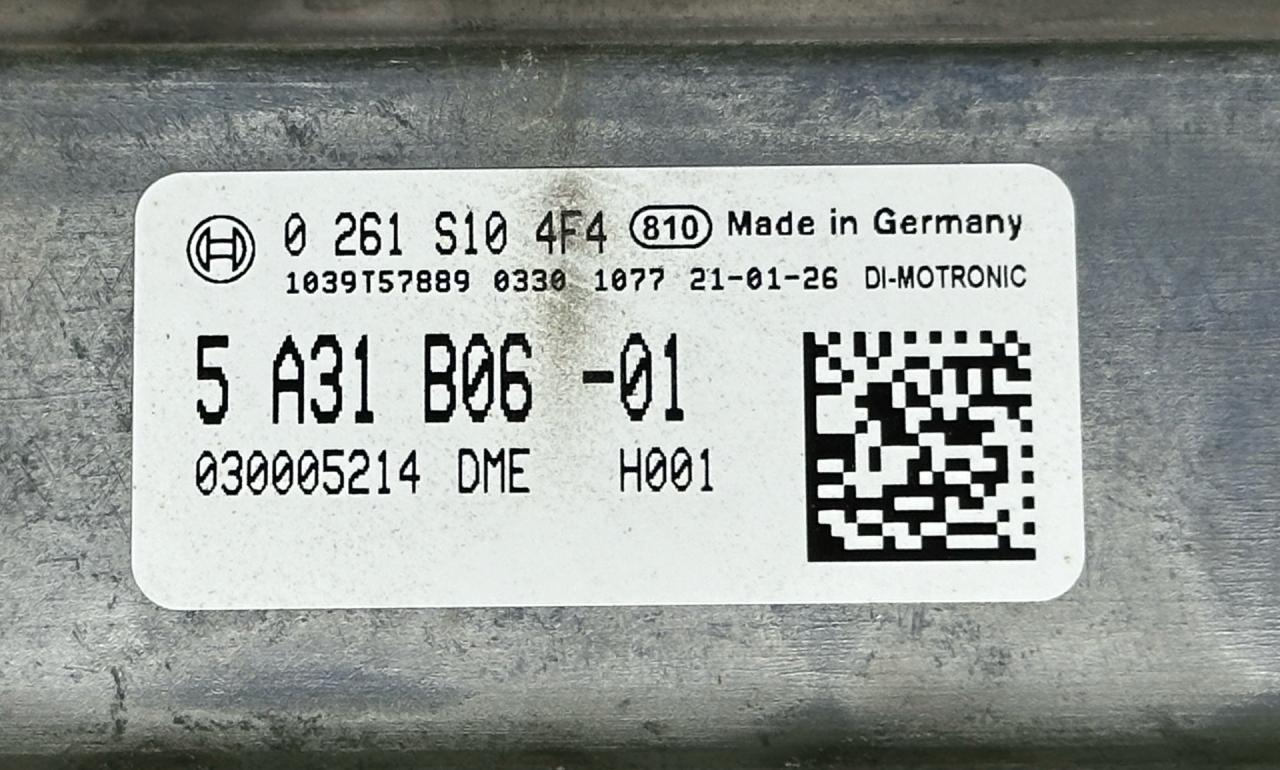 0 261 S10 4F4 810 Made in Germany
1039T57889 0330 1077 21-01-26 DI-MOTRONIC
5 A31 B06 -01
030005214 DME H001